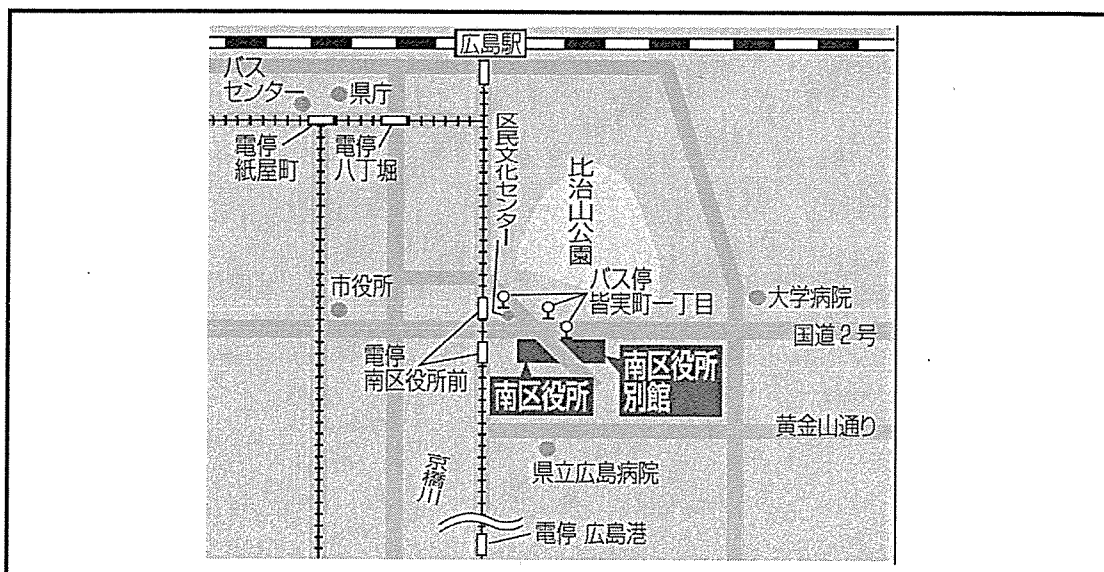 広島駅
バス
センター
県庁
電停
紙屋町
電停
八丁堀
区民文化センター
比治山公園
バス停
皆実町一丁目
市役所
大学病院
国道2号
電停
南区役所前
南区役所
南区役所
別館
黄金山通り
県立広島病院
京橋川
電停 広島港